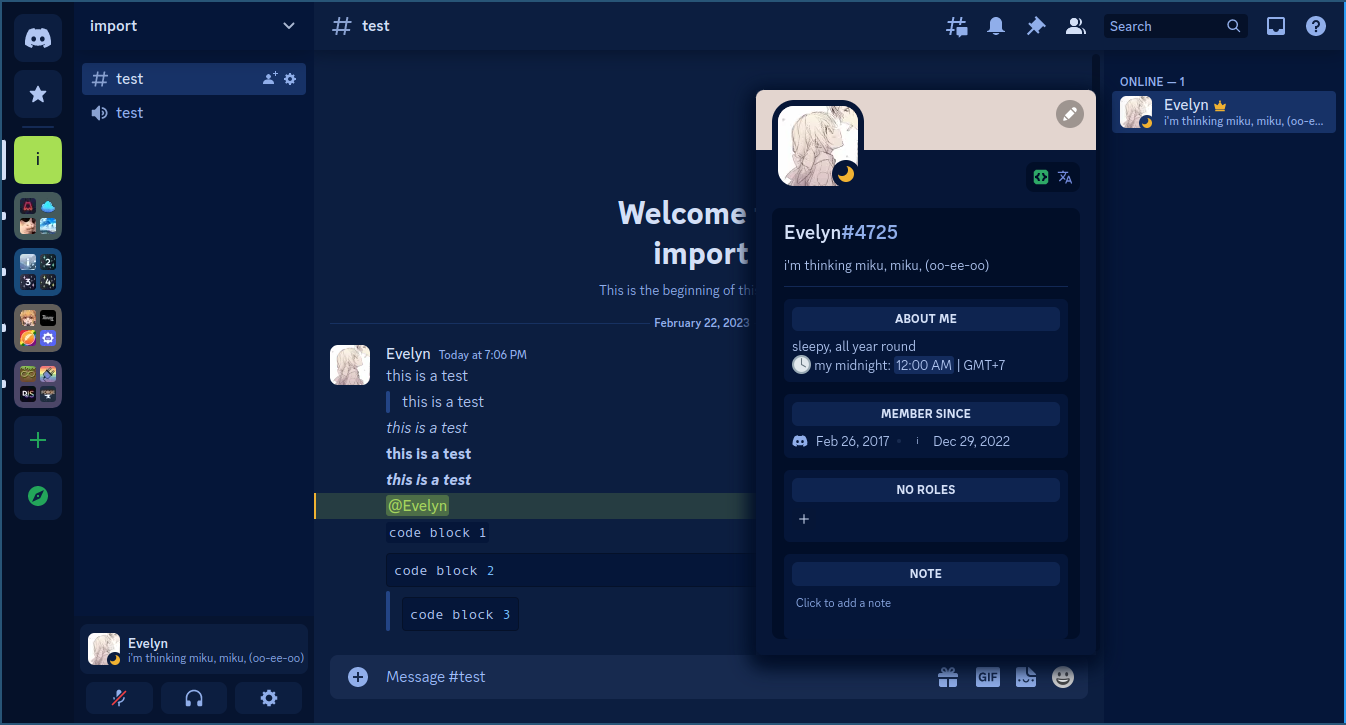 import
test
Search
i
test
test
Welcome
import
This is the beginning of thi
February 22, 2023
Evelyn Today at 7:06 PM
this is a test
this is a test
this is a test
this is a test
this is a test
@Evelyn
code block 1
code block 2
code block 3
Message #test
GIF
Evelyn
i'm thinking miku, miku, (oo-ee-oo)
Evelyn#4725
i'm thinking miku, miku, (oo-ee-oo)
ABOUT ME
sleepy, all year round
my midnight: 12:00 AM | GMT+7
MEMBER SINCE
Feb 26, 2017 i Dec 29, 2022
NO ROLES
NOTE
Click to add a note
ONLINE — 1
Evelyn
i'm thinking miku, miku, (oo-e...